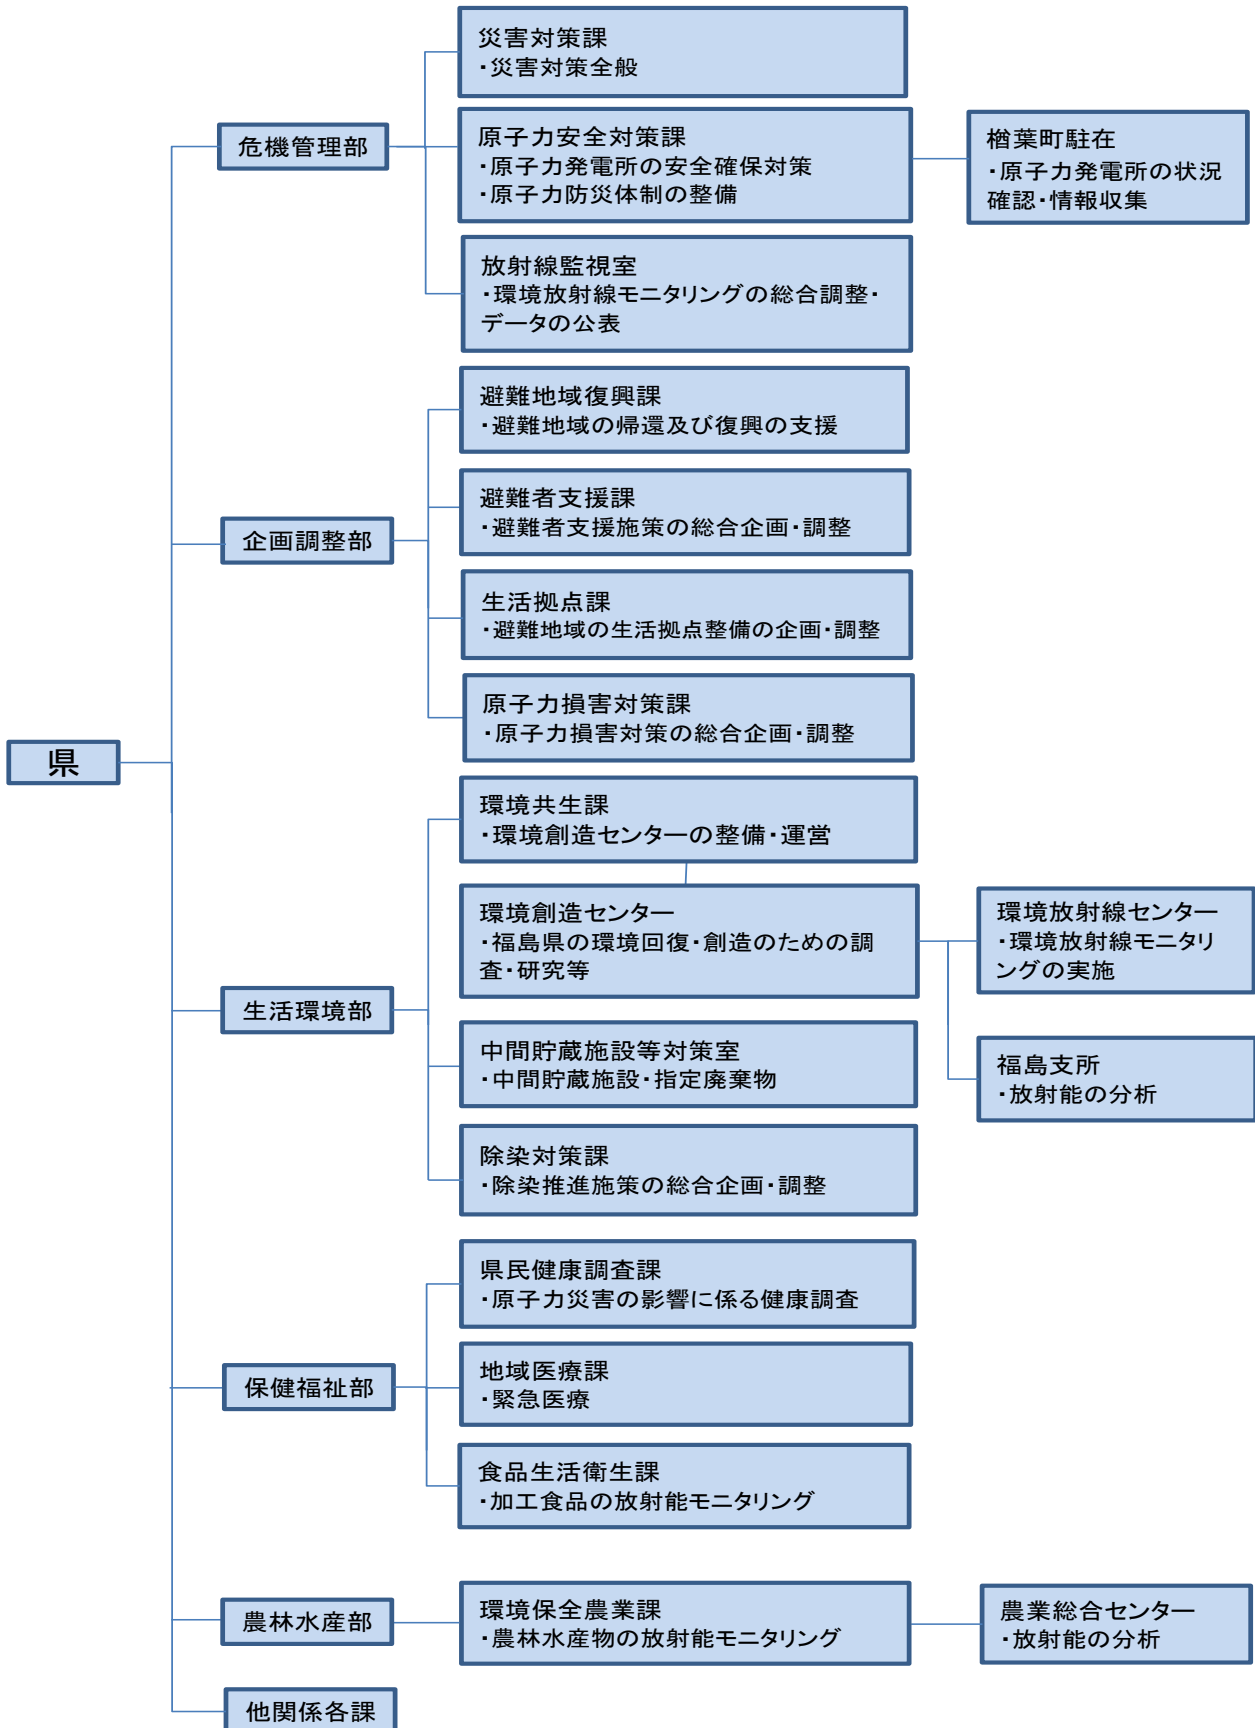 災害対策課
・災害対策全般
危機管理部
原子力安全対策課
・原子力発電所の安全確保対策
・原子力防災体制の整備
楢葉町駐在
・原子力発電所の状況
確認・情報収集
放射線監視室
・環境放射線モニタリングの総合調整・
データの公表
避難地域復興課
・避難地域の帰還及び復興の支援
避難者支援課
・避難者支援施策の総合企画・調整
企画調整部
生活拠点課
・避難地域の生活拠点整備の企画・調整
原子力損害対策課
・原子力損害対策の総合企画・調整
県
環境共生課
・環境創造センターの整備・運営
環境創造センター
・福島県の環境回復・創造のための調
査・研究等
環境放射線センター
・環境放射線モニタリ
ングの実施
生活環境部
中間貯蔵施設等対策室
・中間貯蔵施設・指定廃棄物
福島支所
・放射能の分析
除染対策課
・除染推進施策の総合企画・調整
県民健康調査課
・原子力災害の影響に係る健康調査
保健福祉部
地域医療課
・緊急医療
食品生活衛生課
・加工食品の放射能モニタリング
農林水産部
環境保全農業課
・農林水産物の放射能モニタリング
農業総合センター
・放射能の分析
他関係各課